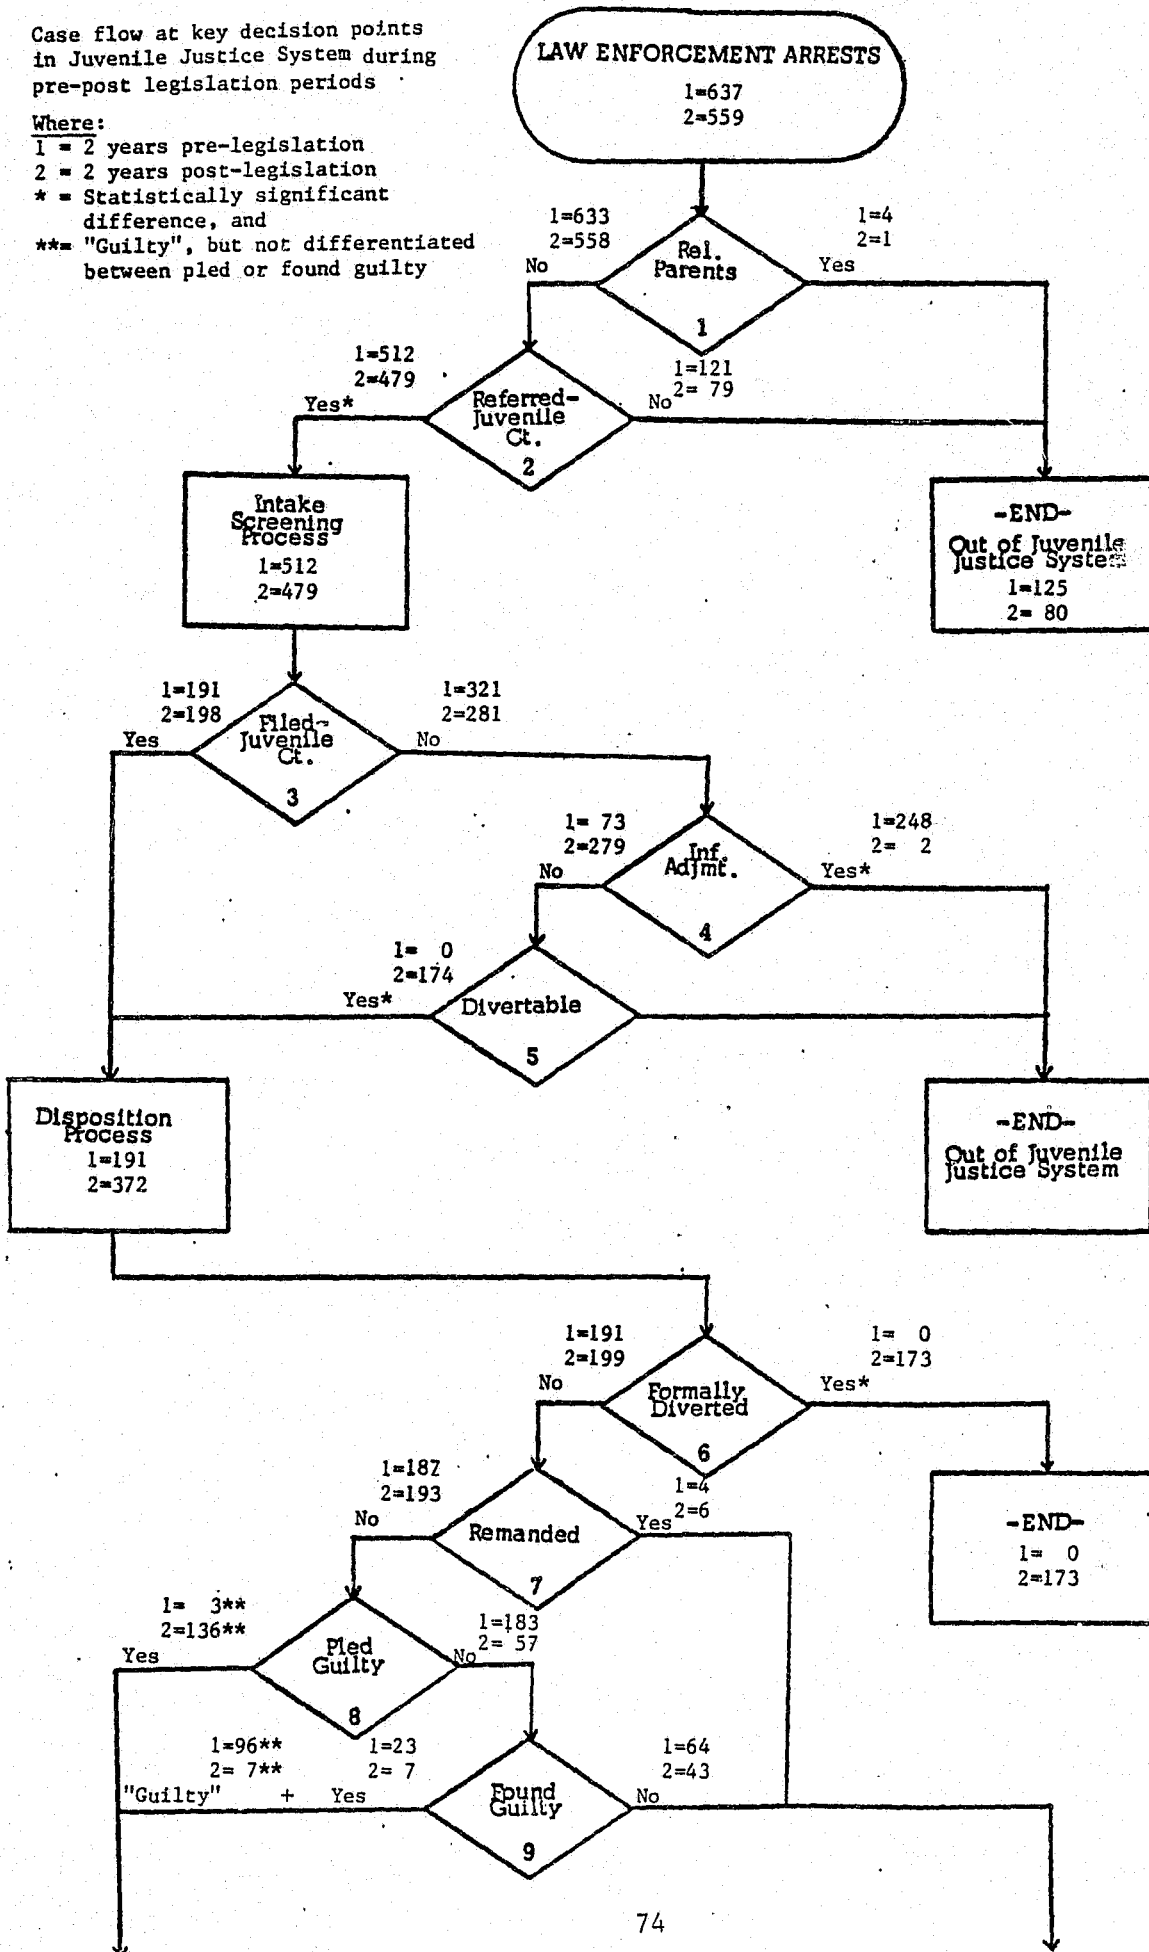 Case flow at key decision points
in Juvenile Justice System during
pre-post legislation periods
Where:
1 = 2 years pre-legislation
2 = 2 years post-legislation
* = Statistically significant
difference, and
**= "Guilty", but not differentiated
between pled or found guilty
LAW ENFORCEMENT ARRESTS
1=637
2=559
1=633
2=558
No
Rel.
Parents
1
1=4
2=1
Yes
1=512
2=479
Yes*
Referred-
Juvenile
Ct.
2
1=121
2= 79
No
Intake
Screening
Process
1=512
2=479
-END-
Out of Juvenile
Justice System
1=125
2= 80
1=191
2=198
Yes
Filed-
Juvenile
Ct.
3
1=321
2=281
No
1= 73
2=279
No
Inf.
Adjmt.
4
1=248
2= 2
Yes*
1= 0
2=174
Yes*
Divertable
5
Disposition
Process
1=191
2=372
-END-
Out of Juvenile
Justice System
1=191
2=199
No
Formally
Diverted
6
1= 0
2=173
Yes*
1=187
2=193
No
Remanded
7
1=4
2=6
Yes
-END-
1= 0
2=173
1= 3**
2=136**
Yes
Pled
Guilty
8
1=183
2= 57
No
1=96**
2= 7**
"Guilty"
+
1=23
2= 7
Yes
Found
Guilty
9
1=64
2=43
No
74